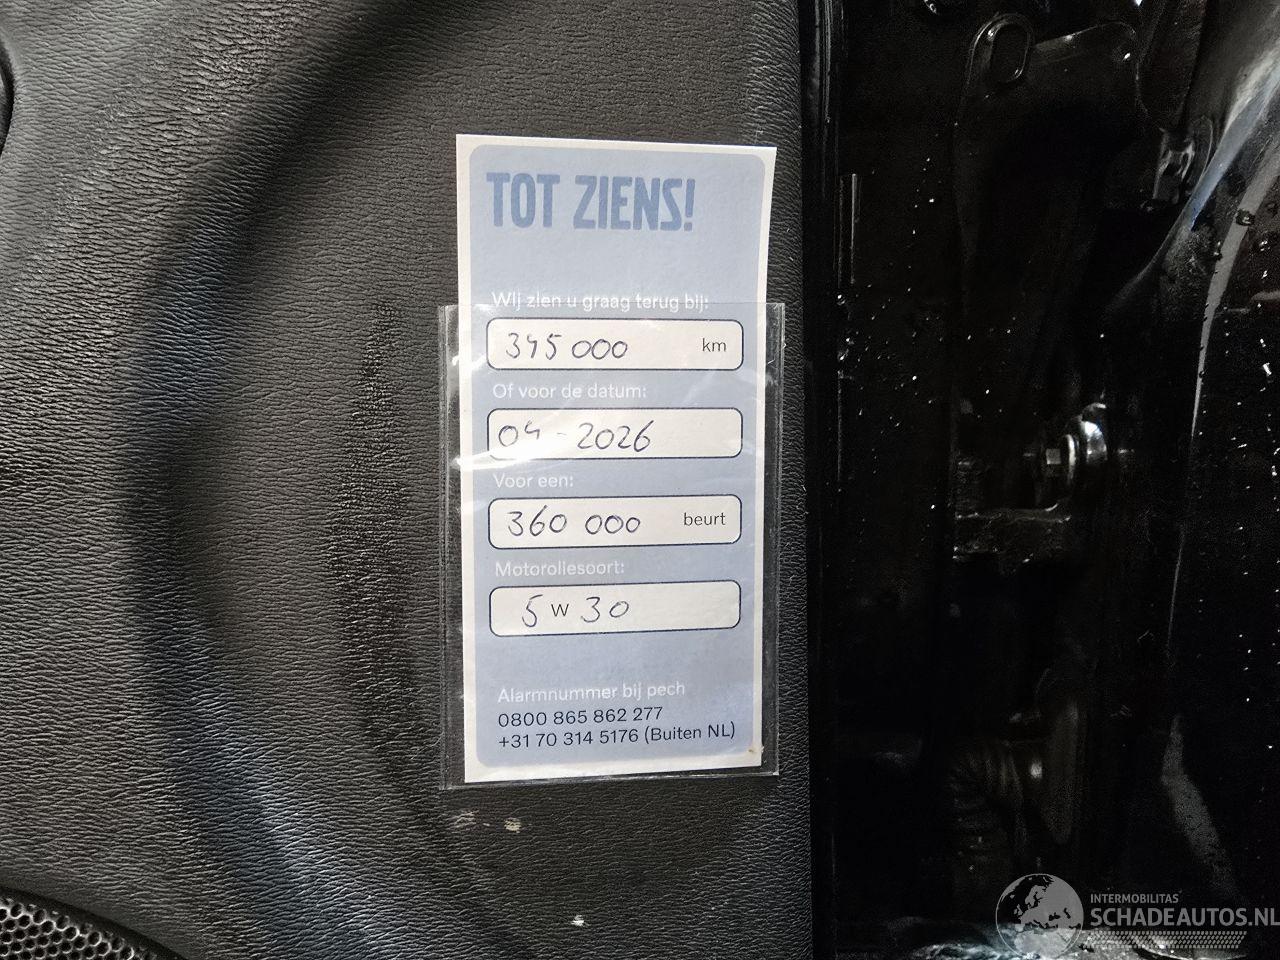 TOT ZIENS!
Wij zien u graag terug bij:
345 000 km
Of voor de datum:
04 - 2026
Voor een:
360 000 beurt
Motoroliesoort:
5 W 30
Alarmnummer bij pech
0800 865 862 277
+31 70 314 5176 (Buiten NL)
INTERMOBILITAS
SCHADEAUTOS.NL